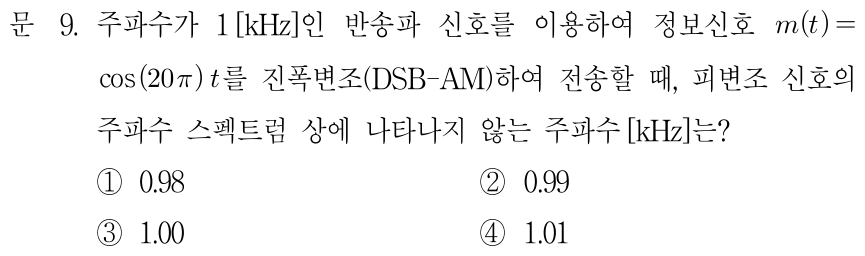 문 9. 주파수가 1[kHz]인 반송파 신호를 이용하여 정보신호 m(t)=
cos(20π)t를 진폭변조(DSB-AM)하여 전송할 때, 피변조 신호의
주파수 스펙트럼 상에 나타나지 않는 주파수[kHz]는?
① 0.98 ② 0.99
③ 1.00 ④ 1.01